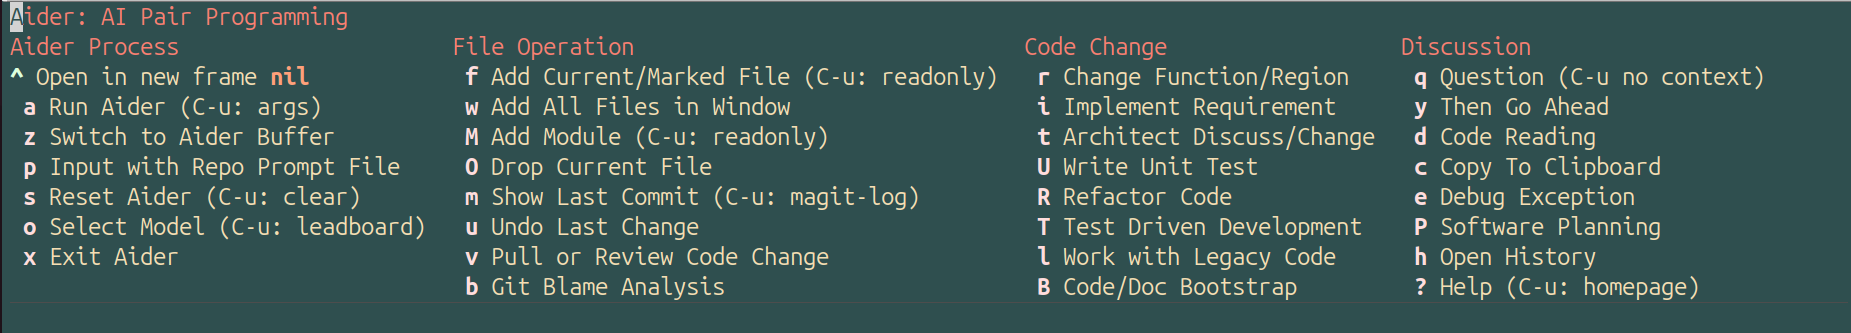 Aider: AI Pair Programming
Aider Process File Operation Code Change Discussion
^ Open in new frame nil f Add Current/Marked File (C-u: readonly) r Change Function/Region q Question (C-u no context)
a Run Aider (C-u: args) w Add All Files in Window i Implement Requirement y Then Go Ahead
z Switch to Aider Buffer M Add Module (C-u: readonly) t Architect Discuss/Change d Code Reading
p Input with Repo Prompt File O Drop Current File U Write Unit Test c Copy To Clipboard
s Reset Aider (C-u: clear) m Show Last Commit (C-u: magit-log) R Refactor Code e Debug Exception
o Select Model (C-u: leadboard) u Undo Last Change T Test Driven Development P Software Planning
x Exit Aider v Pull or Review Code Change l Work with Legacy Code h Open History
b Git Blame Analysis B Code/Doc Bootstrap ? Help (C-u: homepage)